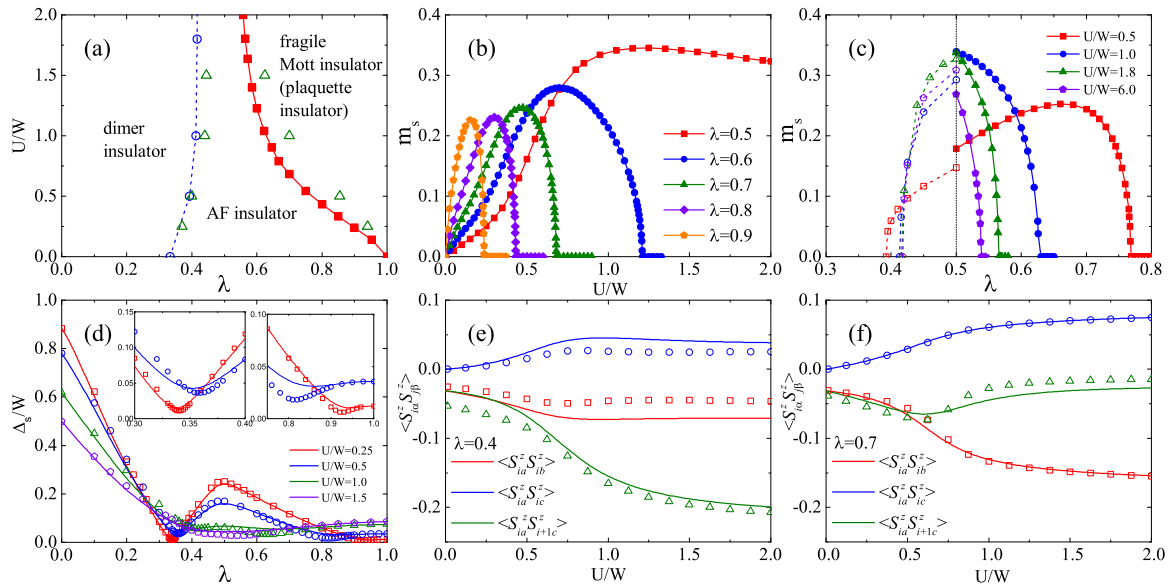 (a)
2.0
1.5
1.0
0.5
0.0
U/W
dimer
insulator
fragile
Mott insulator
(plaquette
insulator)
AF insulator
0.0 0.2 0.4 0.6 0.8 1.0
λ
(b)
0.4
0.3
0.2
0.1
0.0
m_s
λ=0.5
λ=0.6
λ=0.7
λ=0.8
λ=0.9
0.0 0.5 1.0 1.5 2.0
U/W
(c)
0.4
0.3
0.2
0.1
0.0
m_s
U/W=0.5
U/W=1.0
U/W=1.8
U/W=6.0
0.3 0.4 0.5 0.6 0.7 0.8
λ
(d)
1.0
0.8
0.6
0.4
0.2
0.0
Δ_s/W
0.15
0.10
0.05
0.00
0.30 0.35 0.40
0.10
0.05
0.00
0.8 0.9 1.0
U/W=0.25
U/W=0.5
U/W=1.0
U/W=1.5
0.0 0.2 0.4 0.6 0.8 1.0
λ
(e)
0.1
0.0
-0.1
-0.2
<S^z_{iα} S^z_{jβ}>
λ=0.4
<S^z_{ia} S^z_{ib}>
<S^z_{ia} S^z_{ic}>
<S^z_{ia} S^z_{i+1c}>
0.0 0.5 1.0 1.5 2.0
U/W
(f)
0.1
0.0
-0.1
-0.2
<S^z_{iα} S^z_{jβ}>
λ=0.7
<S^z_{ia} S^z_{ib}>
<S^z_{ia} S^z_{ic}>
<S^z_{ia} S^z_{i+1c}>
0.0 0.5 1.0 1.5 2.0
U/W